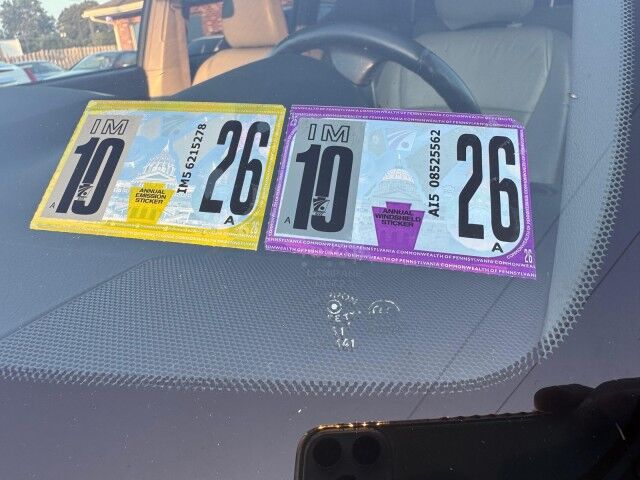 IM
10
26
A
A
ANNUAL
EMISSION
STICKER
IM5 6215278
IM
10
26
A
A
ANNUAL
WINDSHIELD
STICKER
AI5 08525562
COMMONWEALTH OF PENNSYLVANIA
26
141